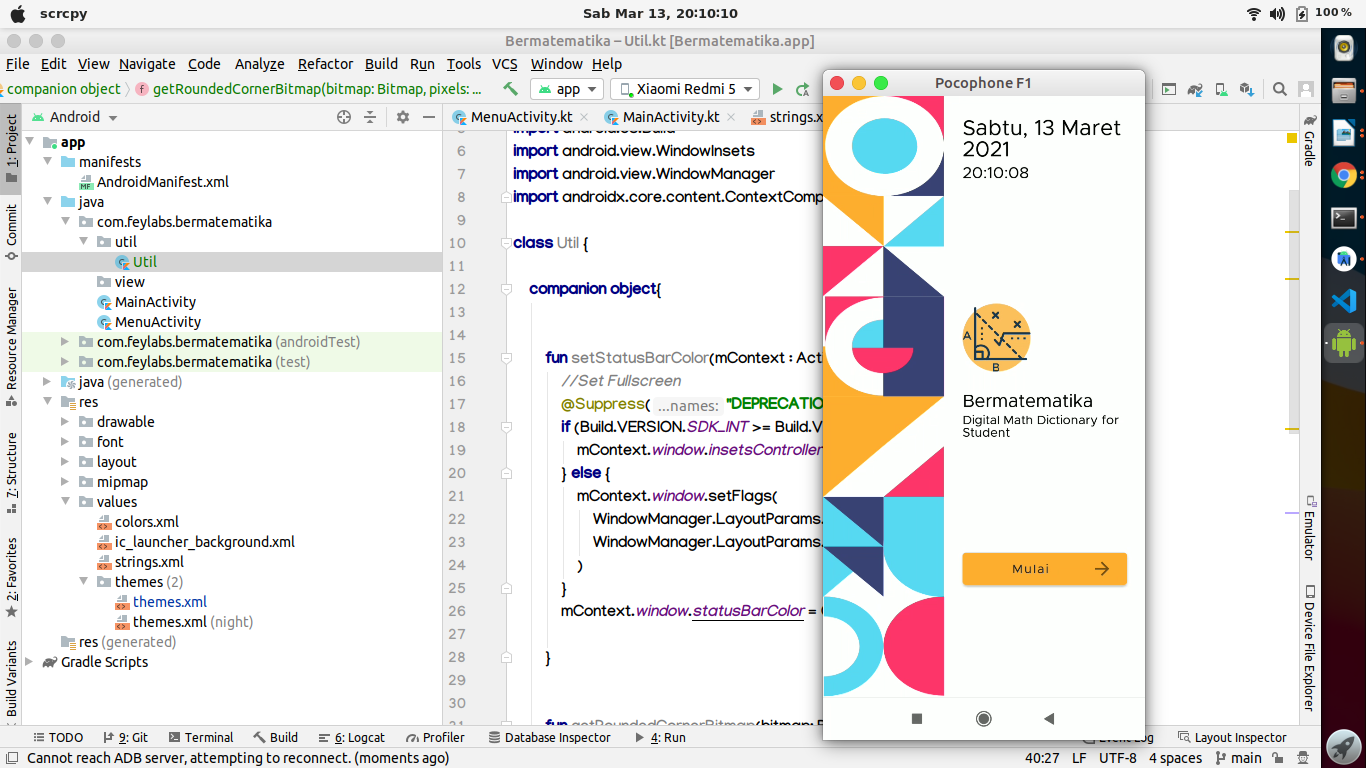 scrcpy
Sab Mar 13, 20:10:10
100 %
Bermatematika – Util.kt [Bermatematika.app]
File Edit View Navigate Code Analyze Refactor Build Run Tools VCS Window Help
companion object
getRoundedCornerBitmap(bitmap: Bitmap, pixels: ...
app
Xiaomi Redmi 5
Pocophone F1
1: Project
Commit
Resource Manager
7: Structure
2: Favorites
Build Variants
Android
app
manifests
AndroidManifest.xml
java
com.feylabs.bermatematika
util
Util
view
MainActivity
MenuActivity
com.feylabs.bermatematika (androidTest)
com.feylabs.bermatematika (test)
java (generated)
res
drawable
font
layout
mipmap
values
colors.xml
ic_launcher_background.xml
strings.xml
themes (2)
themes.xml
themes.xml (night)
res (generated)
Gradle Scripts
MenuActivity.kt
MainActivity.kt
strings.x
6 import android.view.WindowInsets
7 import android.view.WindowManager
8 import androidx.core.content.ContextComp
9
10 class Util {
11
12 companion object{
13
14
15 fun setStatusBarColor(mContext : Acti
16 //Set Fullscreen
17 @Suppress( ...names: "DEPRECATIO
18 if (Build.VERSION.SDK_INT >= Build.V
19 mContext.window.insetsController
20 } else {
21 mContext.window.setFlags(
22 WindowManager.LayoutParams.
23 WindowManager.LayoutParams.
24 )
25 }
26 mContext.window.statusBarColor =
27
28 }
29
30
31 fun getRoundedCornerBitmap(bitmap: B
Sabtu, 13 Maret
2021
20:10:08
A
B
Bermatematika
Digital Math Dictionary for
Student
Mulai
Gradle
Emulator
Device File Explorer
TODO
9: Git
Terminal
Build
6: Logcat
Profiler
Database Inspector
4: Run
Event Log
Layout Inspector
Cannot reach ADB server, attempting to reconnect. (moments ago)
40:27 LF UTF-8 4 spaces main